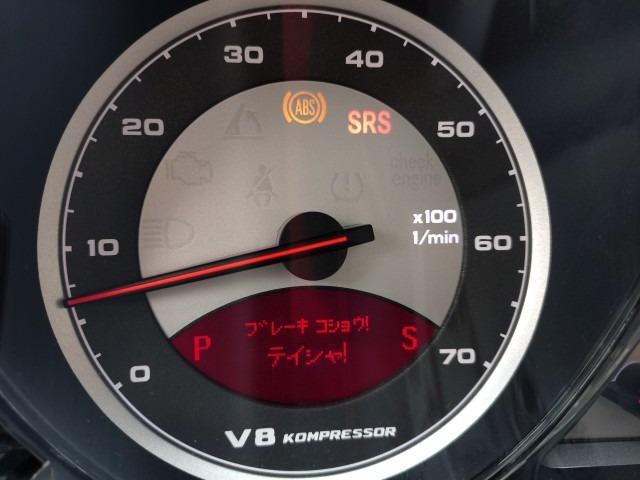 30 40
20 50
ABS
SRS
check
engine
x100
1/min
10 60
ブレーキ コショウ!
P S
テイシャ!
0 70
V8 KOMPRESSOR